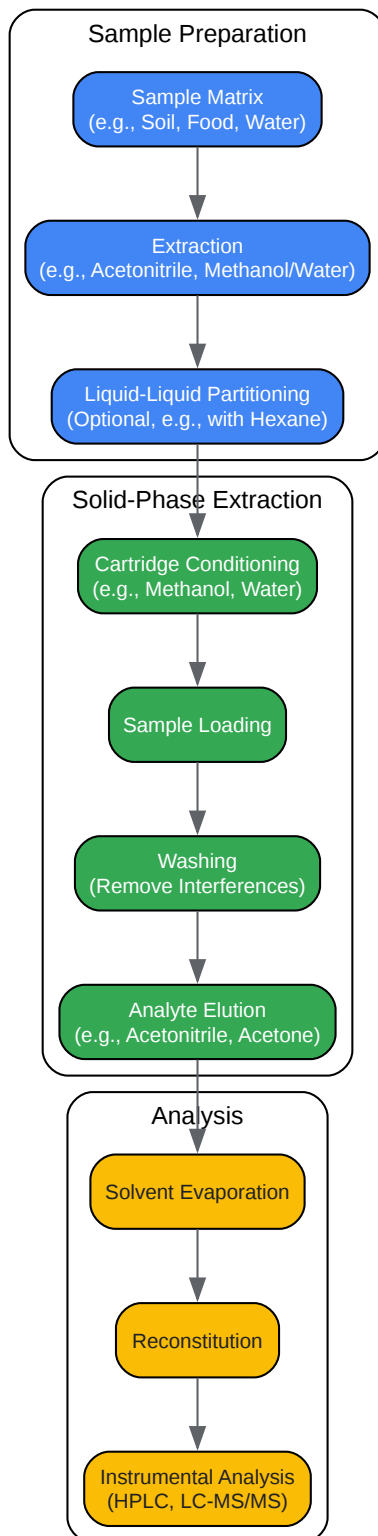 Sample Preparation
Sample Matrix
(e.g., Soil, Food, Water)
Extraction
(e.g., Acetonitrile, Methanol/Water)
Liquid-Liquid Partitioning
(Optional, e.g., with Hexane)
Solid-Phase Extraction
Cartridge Conditioning
(e.g., Methanol, Water)
Sample Loading
Washing
(Remove Interferences)
Analyte Elution
(e.g., Acetonitrile, Acetone)
Analysis
Solvent Evaporation
Reconstitution
Instrumental Analysis
(HPLC, LC-MS/MS)